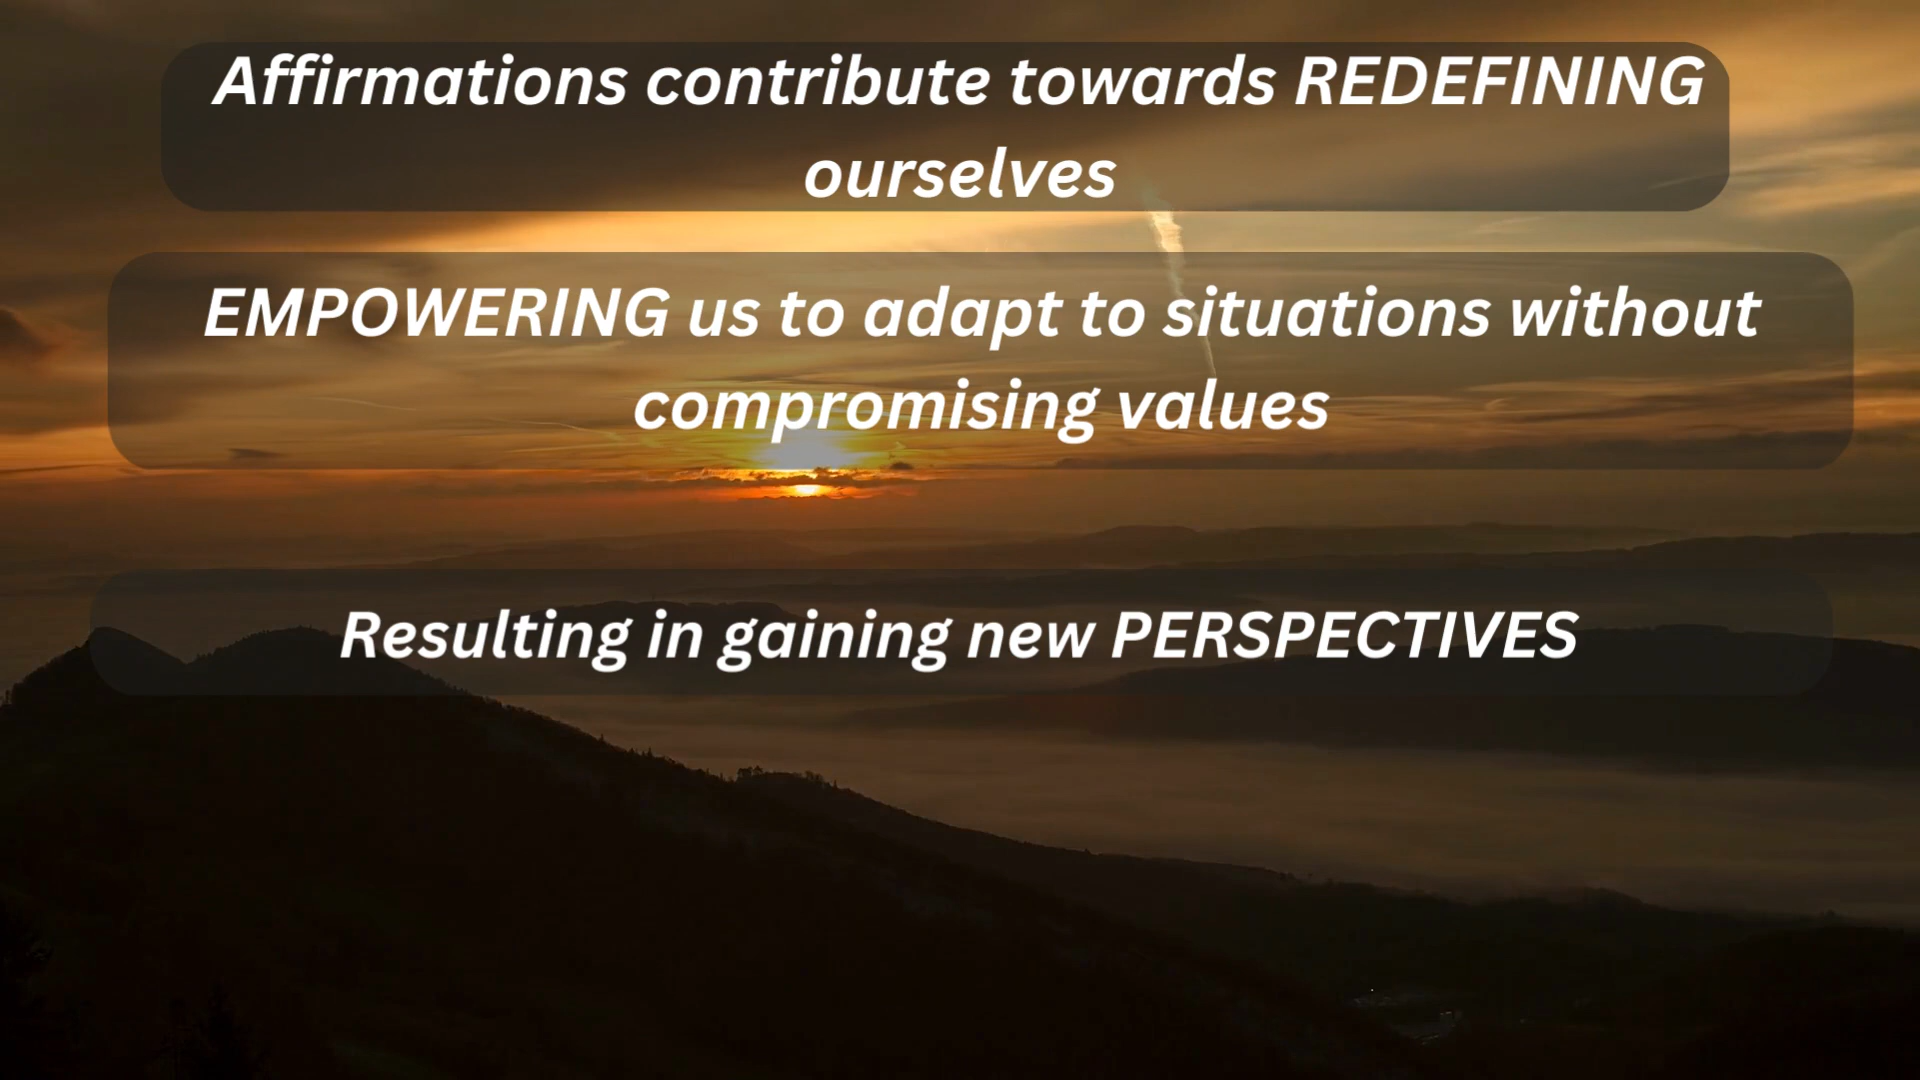 Affirmations contribute towards REDEFINING
ourselves
EMPOWERING us to adapt to situations without
compromising values
Resulting in gaining new PERSPECTIVES